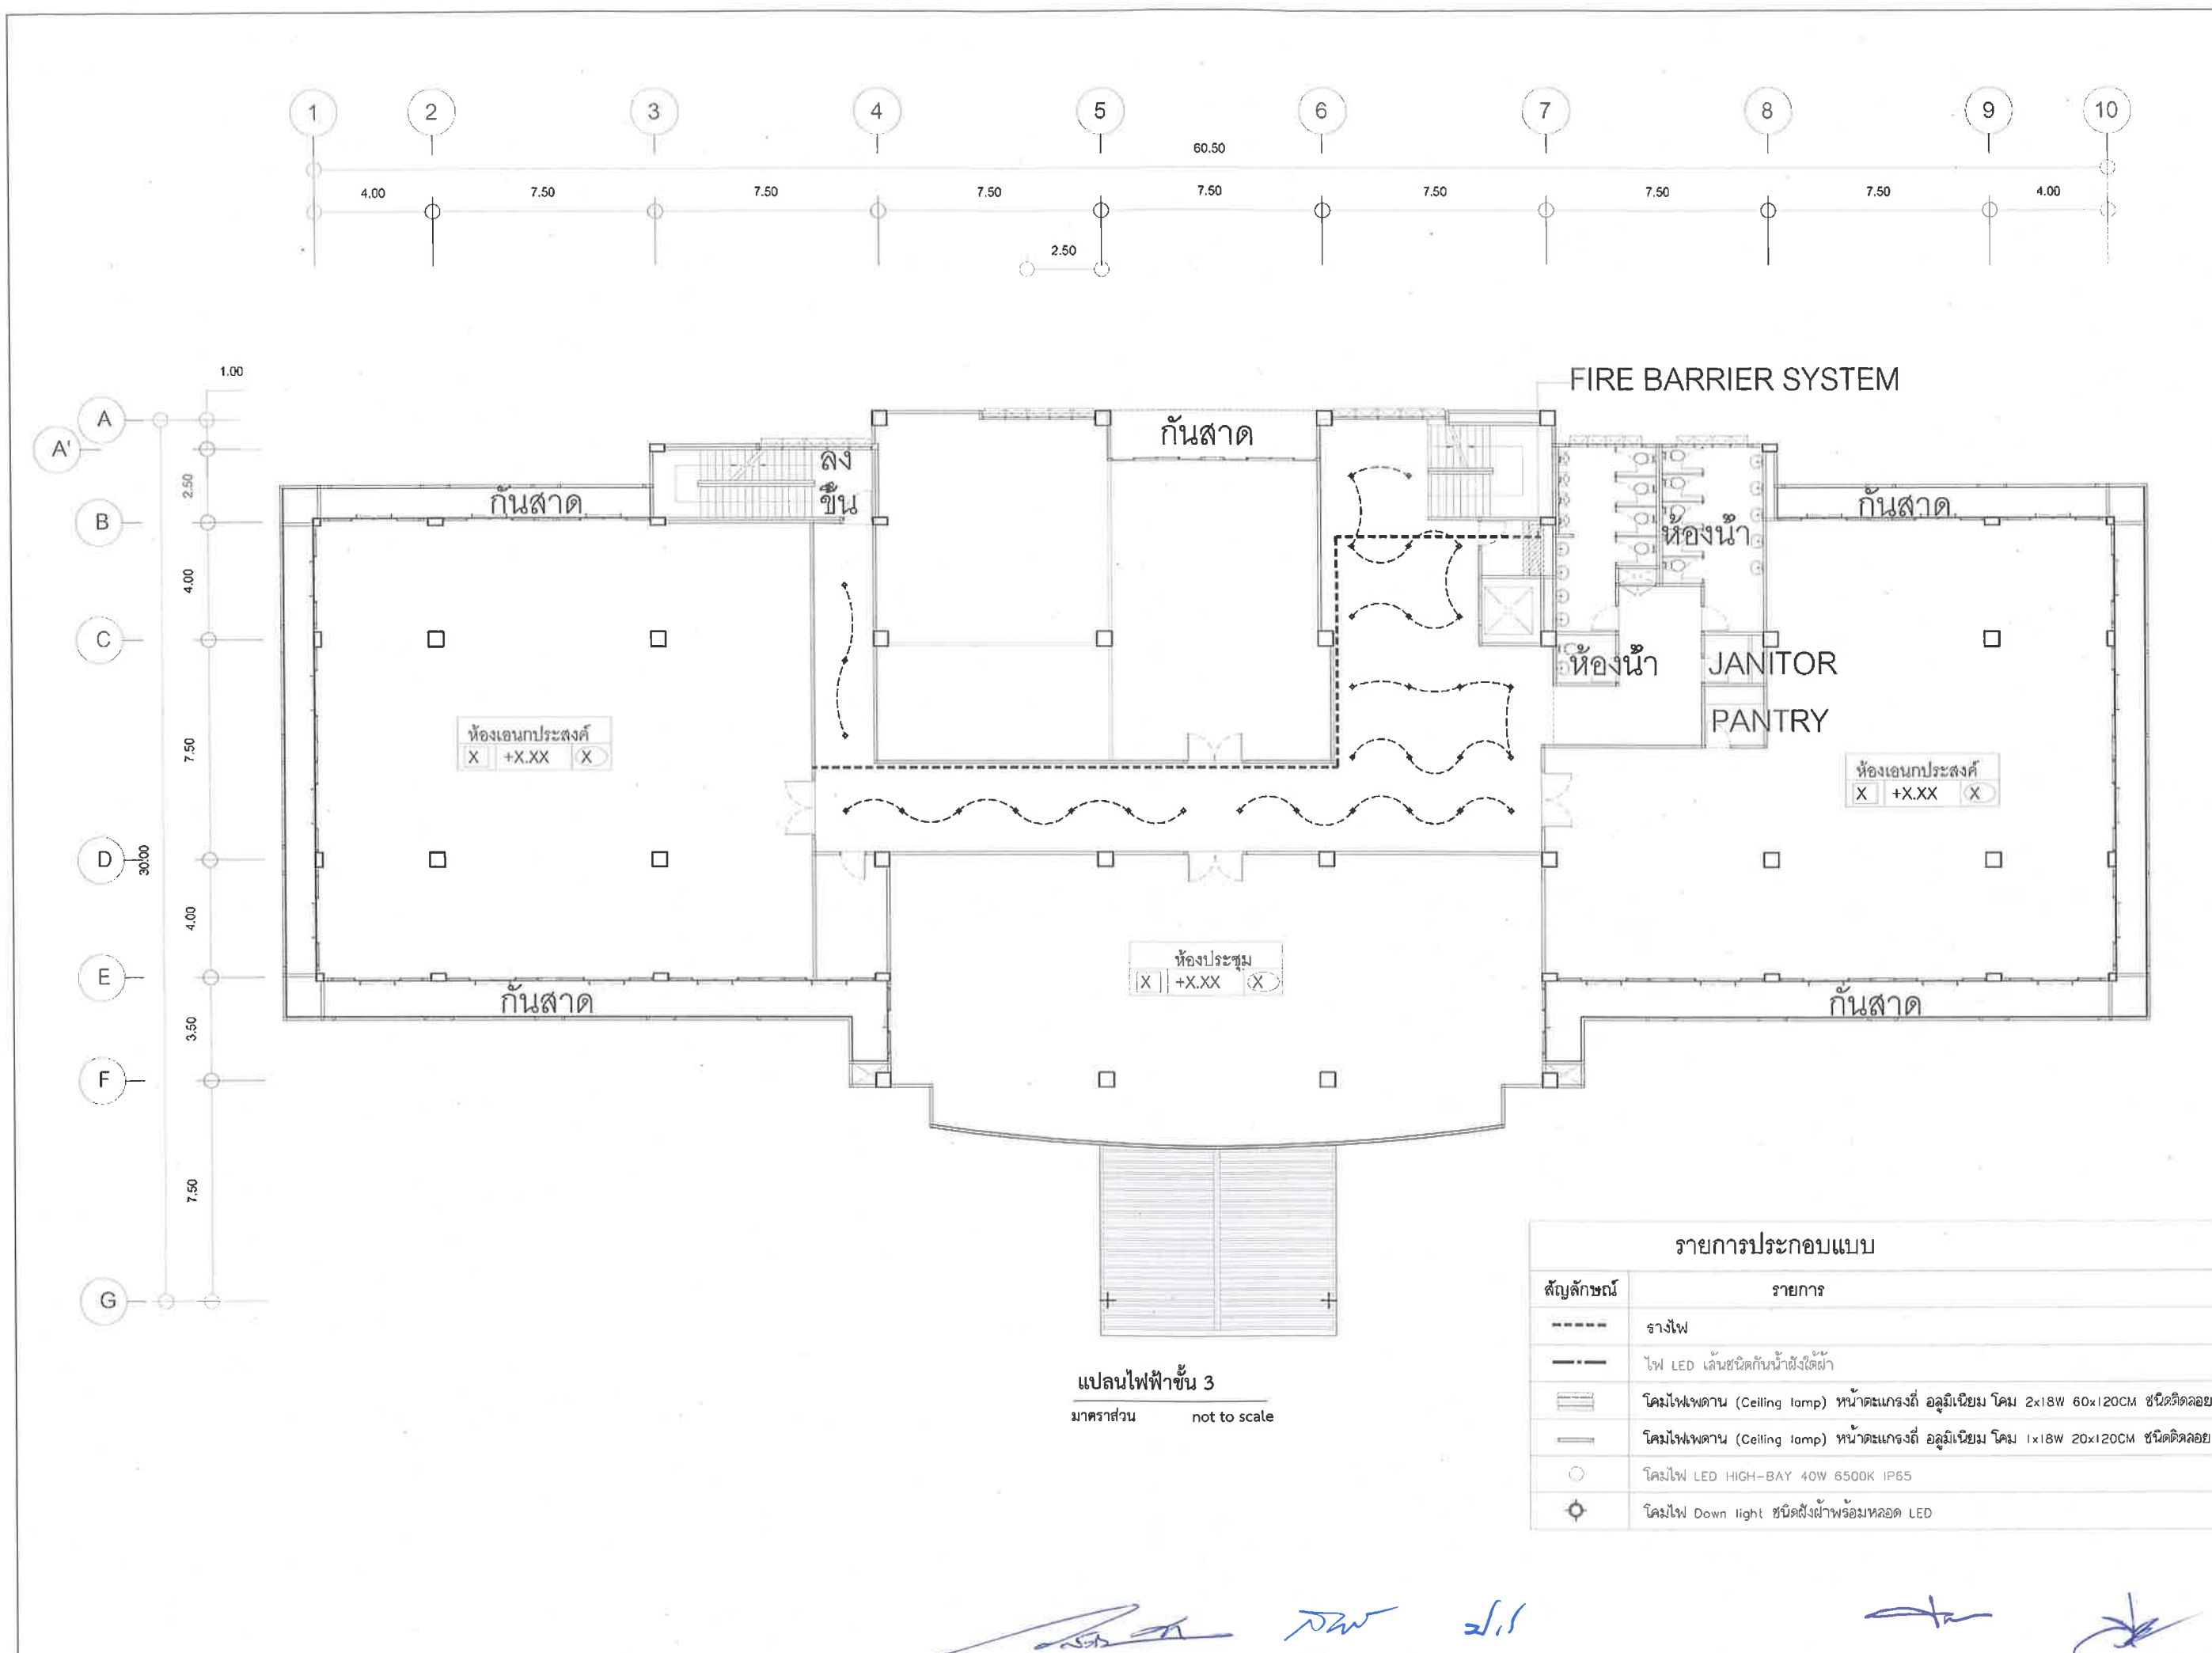 1 2 3 4 5 6 7 8 9 10
60.50
4.00 7.50 7.50 7.50 7.50 7.50 7.50 7.50 4.00
2.50
1.00
FIRE BARRIER SYSTEM
A
A'
กันสาด
ลง
2.50
กันสาด
ขึ้น
กันสาด
B
ห้องน้ำ
4.00
C
ห้องน้ำ
JANITOR
PANTRY
7.50
ห้องเอนกประสงค์
X +X.XX X
ห้องเอนกประสงค์
X +X.XX X
D
30.00
4.00
ห้องประชุม
X +X.XX X
E
กันสาด
กันสาด
3.50
F
7.50
G
แปลนไฟฟ้าชั้น 3
มาตราส่วน not to scale
รายการประกอบแบบ
สัญลักษณ์ รายการ
รางไฟ
ไฟ LED เส้นชนิดกันน้ำฝังใต้ฝ้า
โคมไฟเพดาน (Ceiling lamp) หน้าตะแกรงถี่ อลูมิเนียม โคม 2x18W 60x120CM ชนิดติดลอย
โคมไฟเพดาน (Ceiling lamp) หน้าตะแกรงถี่ อลูมิเนียม โคม 1x18W 20x120CM ชนิดติดลอย
โคมไฟ LED HIGH-BAY 40W 6500K IP65
โคมไฟ Down light ชนิดฝังฝ้าพร้อมหลอด LED